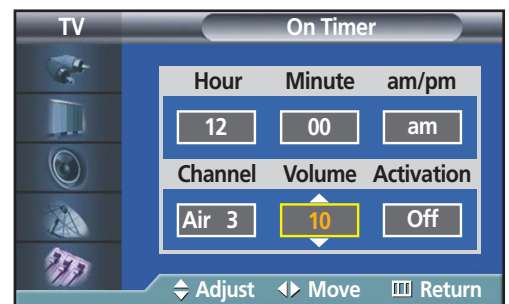 TV On Timer
Hour Minute am/pm
12 00 am
Channel Volume Activation
Air 3 10 Off
Adjust Move Return